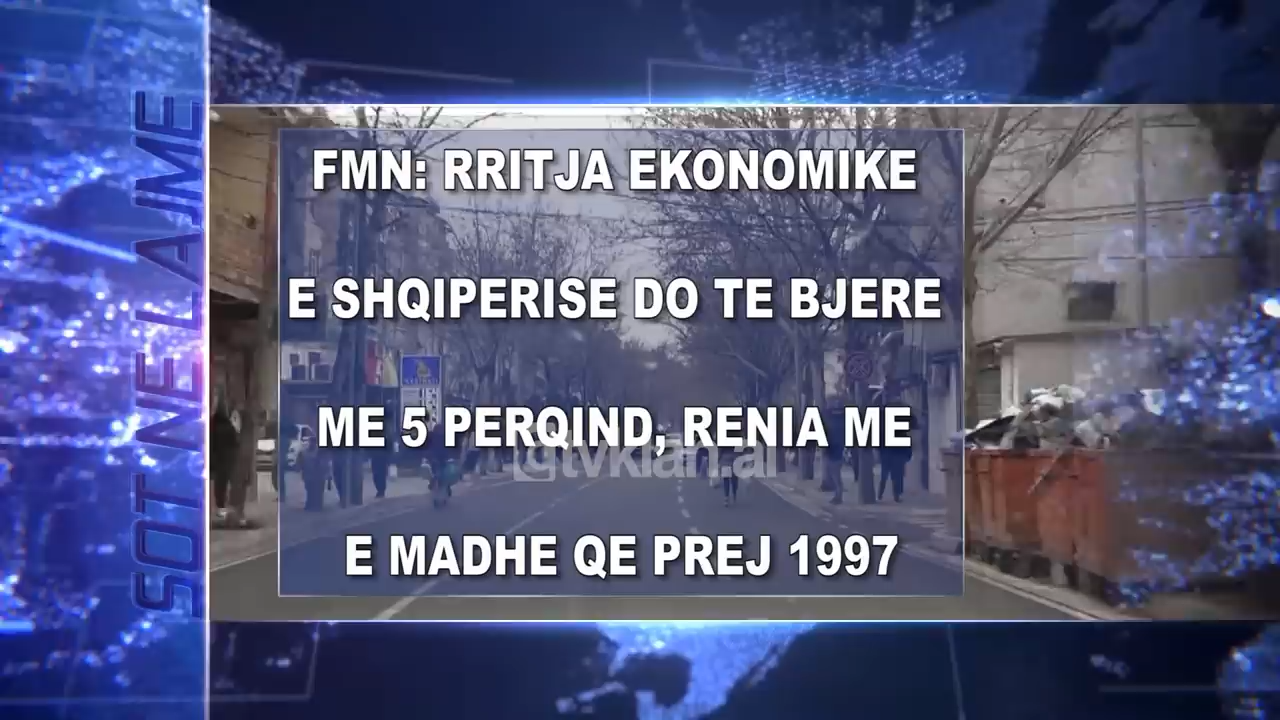 SOT NE LAJME
FMN: RRITJA EKONOMIKE
E SHQIPERISE DO TE BJERE
ME 5 PERQIND, RENIA ME
E MADHE QE PREJ 1997
@tvklan.al